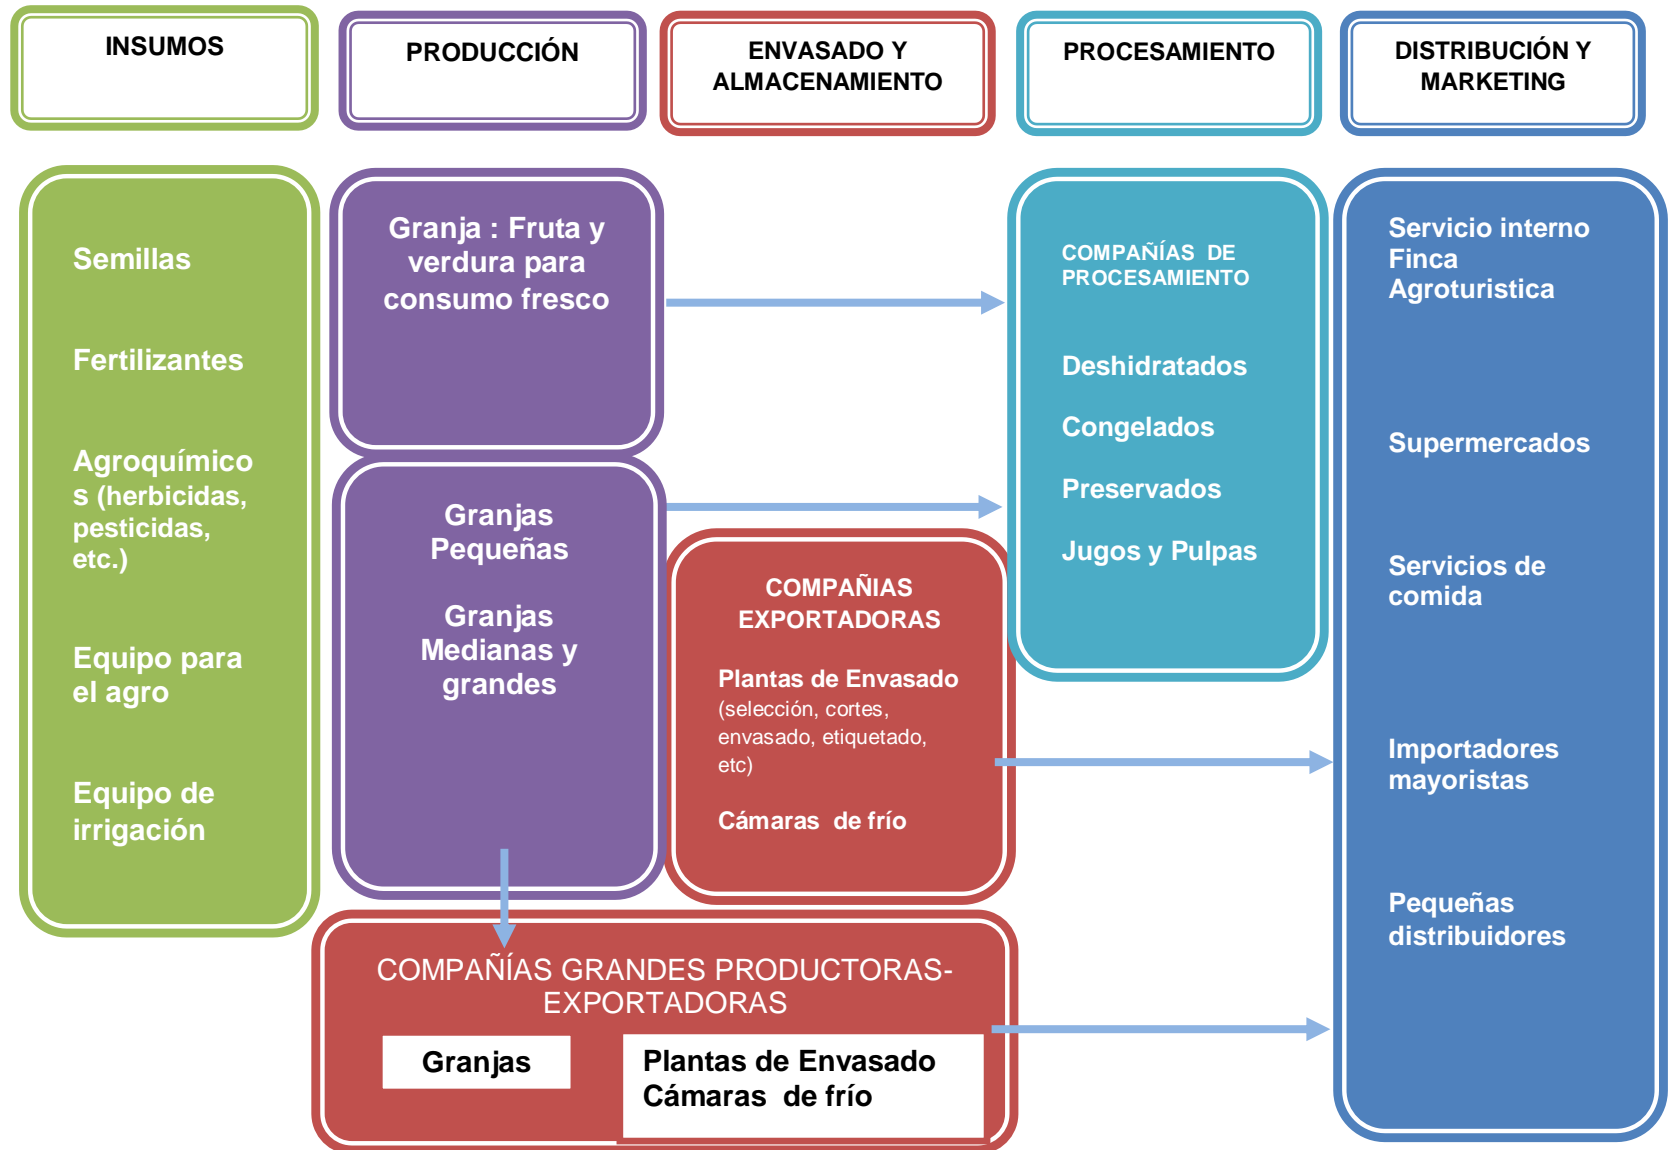 INSUMOS
PRODUCCIÓN
ENVASADO Y
ALMACENAMIENTO
PROCESAMIENTO
DISTRIBUCIÓN Y
MARKETING
Semillas
Fertilizantes
Agroquímico
s (herbicidas,
pesticidas,
etc.)
Equipo para
el agro
Equipo de
irrigación
Granja : Fruta y
verdura para
consumo fresco
Granjas
Pequeñas
Granjas
Medianas y
grandes
COMPAÑIAS
EXPORTADORAS
Plantas de Envasado
(selección, cortes,
envasado, etiquetado,
etc)
Cámaras de frío
COMPAÑÍAS GRANDES PRODUCTORAS-
EXPORTADORAS
Granjas
Plantas de Envasado
Cámaras de frío
COMPAÑÍAS DE
PROCESAMIENTO
Deshidratados
Congelados
Preservados
Jugos y Pulpas
Servicio interno
Finca
Agroturistica
Supermercados
Servicios de
comida
Importadores
mayoristas
Pequeñas
distribuidores